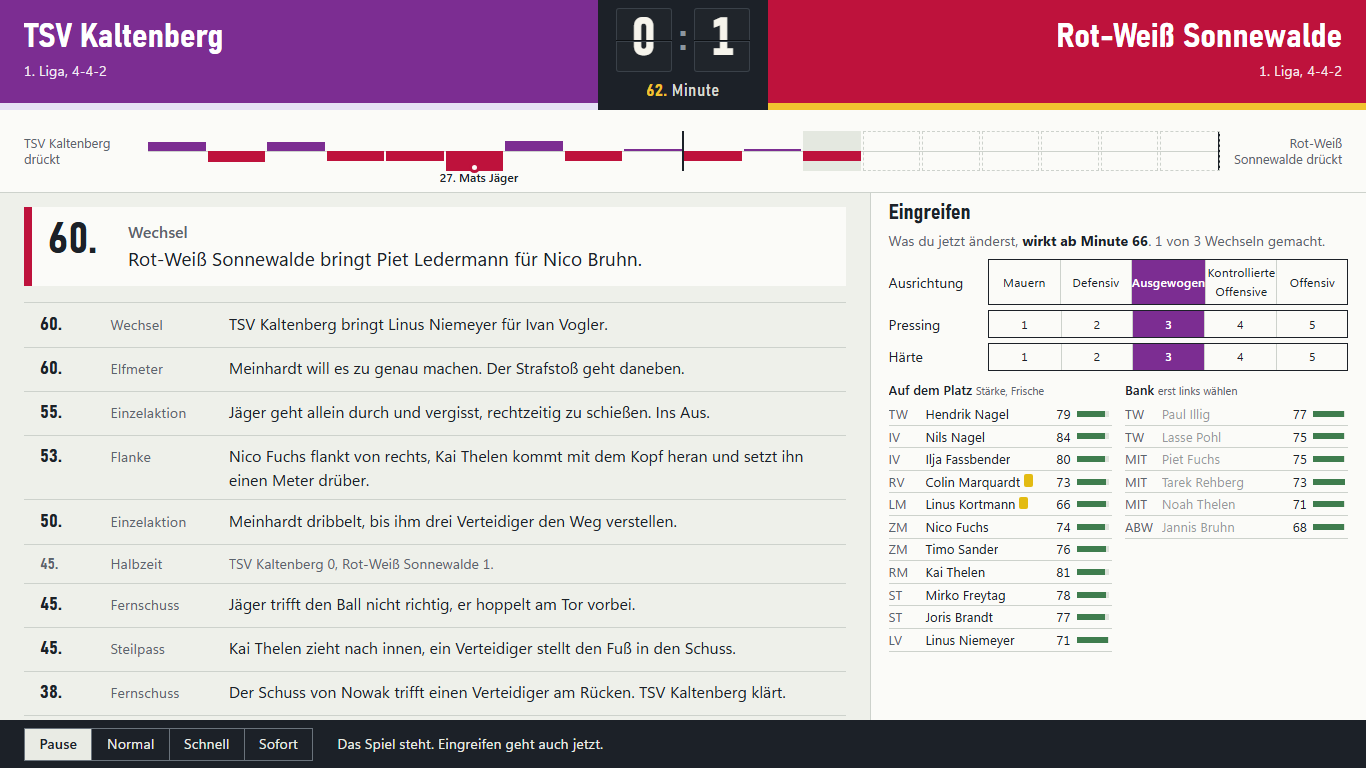 TSV Kaltenberg
1. Liga, 4-4-2
0 : 1
62. Minute
Rot-Weiß Sonnewalde
1. Liga, 4-4-2
TSV Kaltenberg
drückt
27. Mats Jäger
Rot-Weiß
Sonnewalde drückt
60.
Wechsel
Rot-Weiß Sonnewalde bringt Piet Ledermann für Nico Bruhn.
60. Wechsel TSV Kaltenberg bringt Linus Niemeyer für Ivan Vogler.
60. Elfmeter Meinhardt will es zu genau machen. Der Strafstoß geht daneben.
55. Einzelaktion Jäger geht allein durch und vergisst, rechtzeitig zu schießen. Ins Aus.
53. Flanke Nico Fuchs flankt von rechts, Kai Thelen kommt mit dem Kopf heran und setzt ihn
einen Meter drüber.
50. Einzelaktion Meinhardt dribbelt, bis ihm drei Verteidiger den Weg verstellen.
45. Halbzeit TSV Kaltenberg 0, Rot-Weiß Sonnewalde 1.
45. Fernschuss Jäger trifft den Ball nicht richtig, er hoppelt am Tor vorbei.
45. Steilpass Kai Thelen zieht nach innen, ein Verteidiger stellt den Fuß in den Schuss.
38. Fernschuss Der Schuss von Nowak trifft einen Verteidiger am Rücken. TSV Kaltenberg klärt.
Eingreifen
Was du jetzt änderst, wirkt ab Minute 66. 1 von 3 Wechseln gemacht.
Ausrichtung Mauern Defensiv Ausgewogen Kontrollierte Offensive Offensiv
Pressing 1 2 3 4 5
Härte 1 2 3 4 5
Auf dem Platz Stärke, Frische
TW Hendrik Nagel 79
IV Nils Nagel 84
IV Ilja Fassbender 80
RV Colin Marquardt 73
LM Linus Kortmann 66
ZM Nico Fuchs 74
ZM Timo Sander 76
RM Kai Thelen 81
ST Mirko Freytag 78
ST Joris Brandt 77
LV Linus Niemeyer 71
Bank erst links wählen
TW Paul Illig 77
TW Lasse Pohl 75
MIT Piet Fuchs 75
MIT Tarek Rehberg 73
MIT Noah Thelen 71
ABW Jannis Bruhn 68
Pause Normal Schnell Sofort Das Spiel steht. Eingreifen geht auch jetzt.